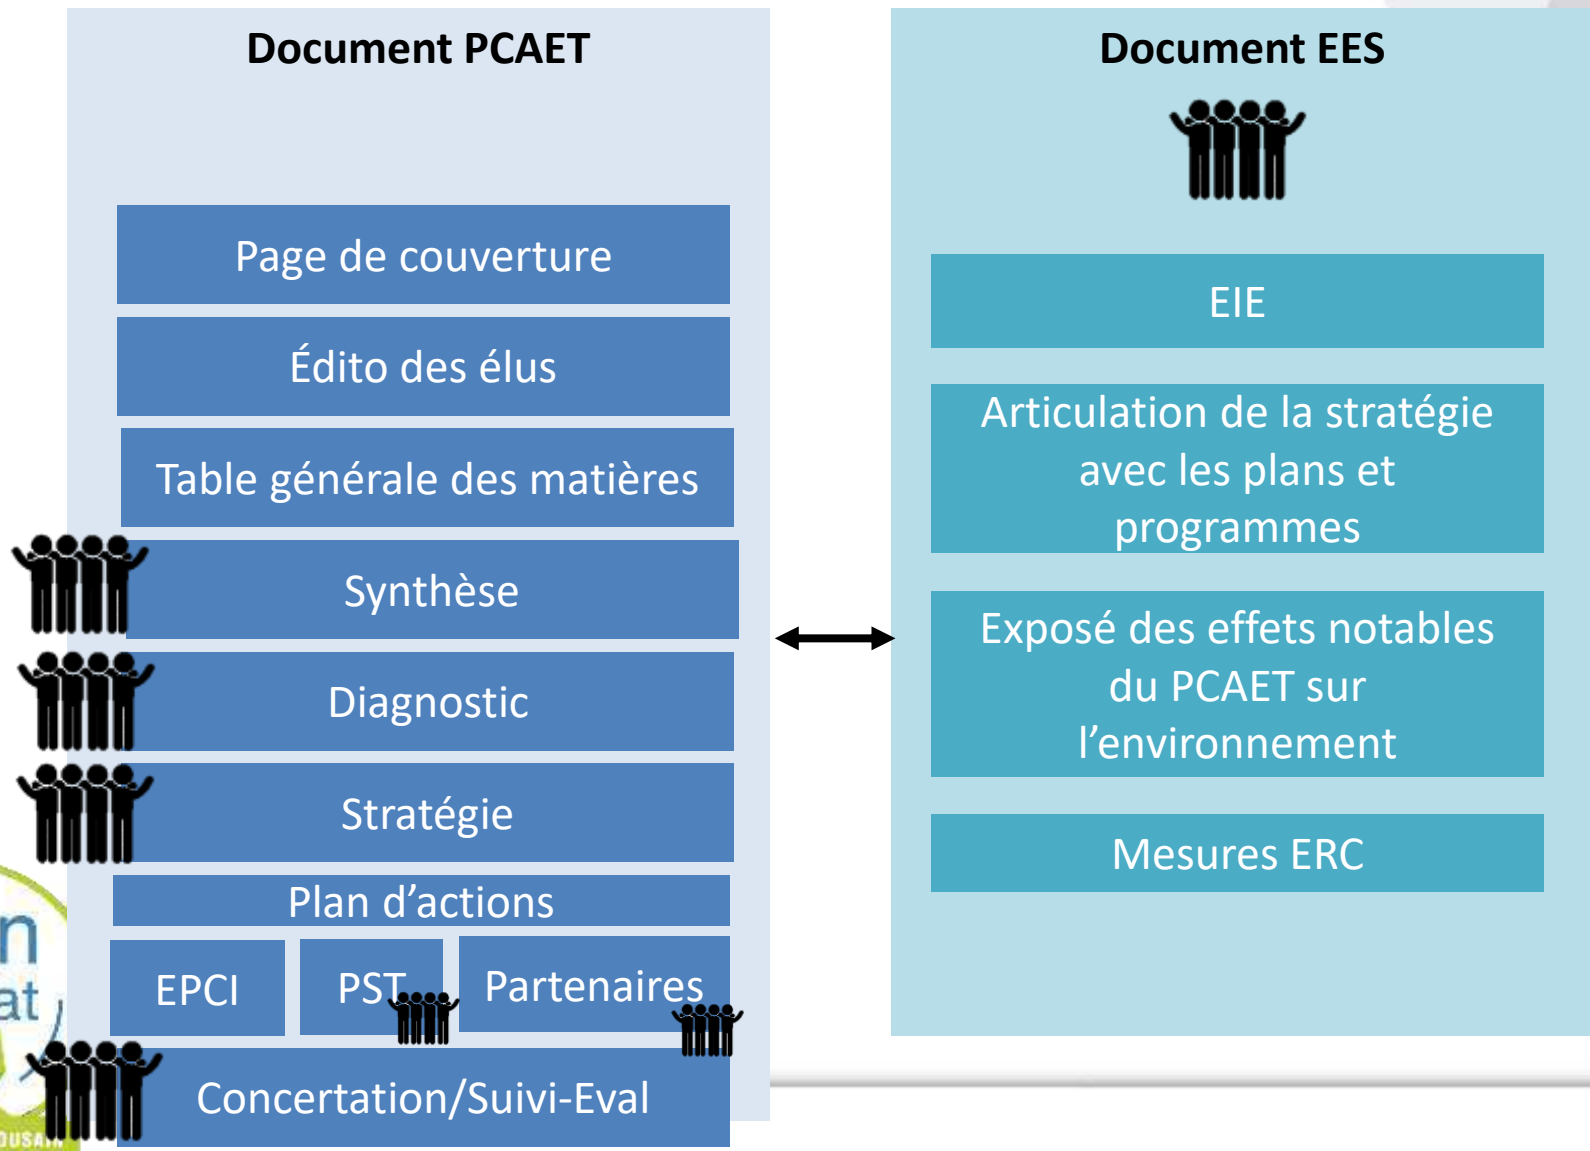 Document PCAET
Page de couverture
Édito des élus
Table générale des matières
Synthèse
Diagnostic
Stratégie
Plan d'actions
EPCI
PST
Partenaires
Concertation/Suivi-Eval
Document EES
EIE
Articulation de la stratégie
avec les plans et
programmes
Exposé des effets notables
du PCAET sur
l'environnement
Mesures ERC